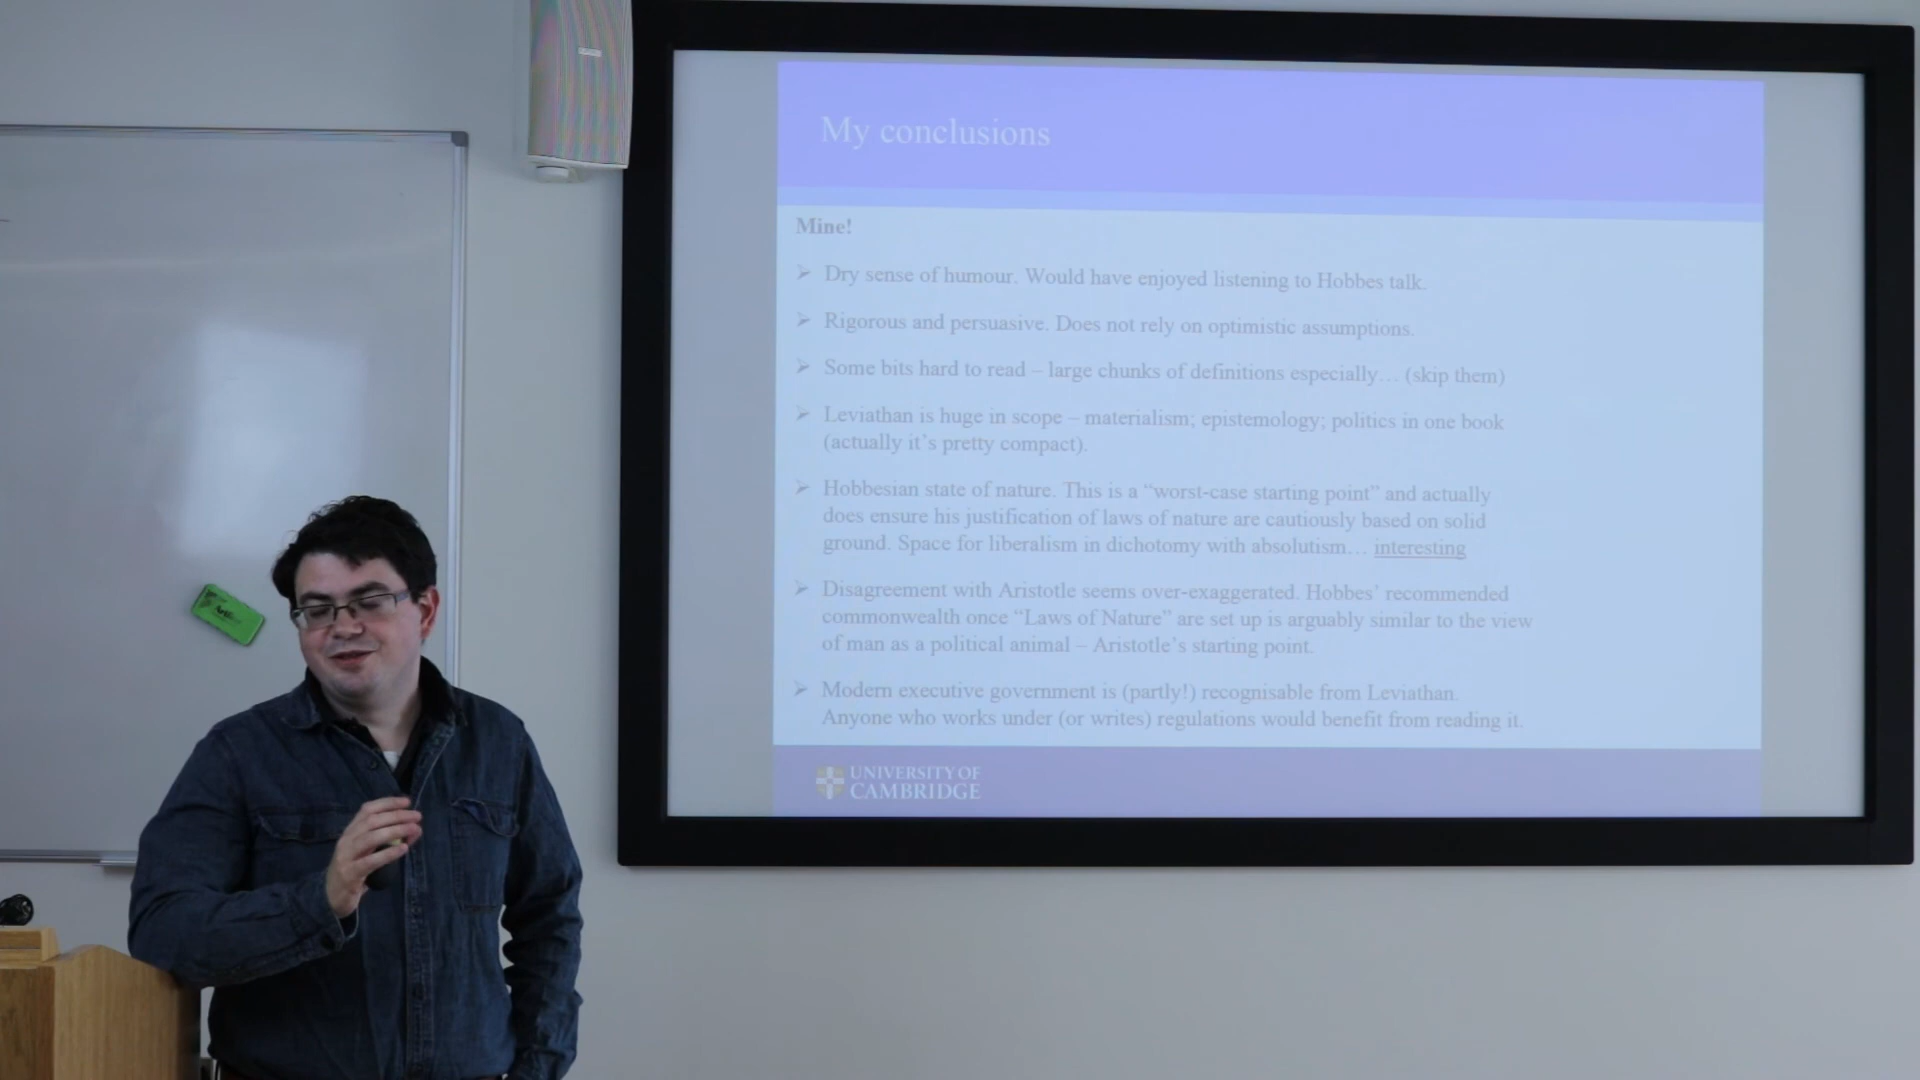 My conclusions
Mine!
Dry sense of humour. Would have enjoyed listening to Hobbes talk.
Rigorous and persuasive. Does not rely on optimistic assumptions.
Some bits hard to read – large chunks of definitions especially… (skip them)
Leviathan is huge in scope – materialism; epistemology; politics in one book
(actually it's pretty compact).
Hobbesian state of nature. This is a “worst-case starting point” and actually
does ensure his justification of laws of nature are cautiously based on solid
ground. Space for liberalism in dichotomy with absolutism… interesting
Disagreement with Aristotle seems over-exaggerated. Hobbes’ recommended
commonwealth once “Laws of Nature” are set up is arguably similar to the view
of man as a political animal – Aristotle’s starting point.
Modern executive government is (partly!) recognisable from Leviathan.
Anyone who works under (or writes) regulations would benefit from reading it.
UNIVERSITY OF
CAMBRIDGE